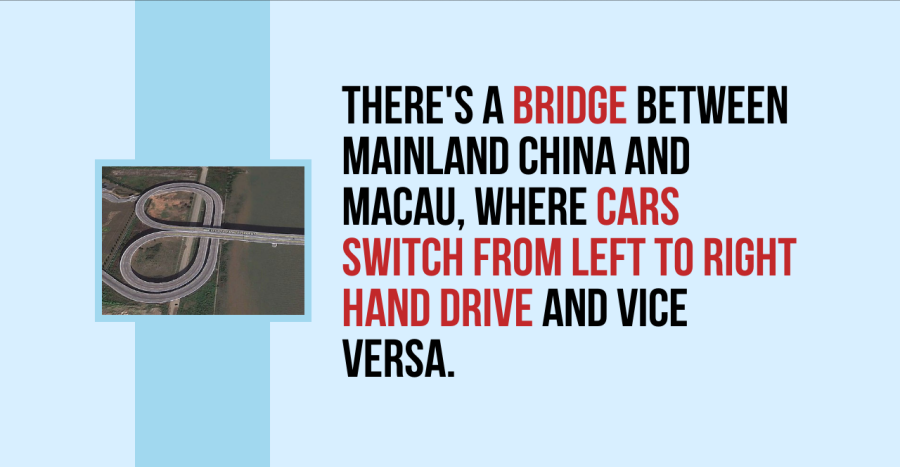 THERE'S A BRIDGE BETWEEN
MAINLAND CHINA AND
MACAU, WHERE CARS
SWITCH FROM LEFT TO RIGHT
HAND DRIVE AND VICE
VERSA.